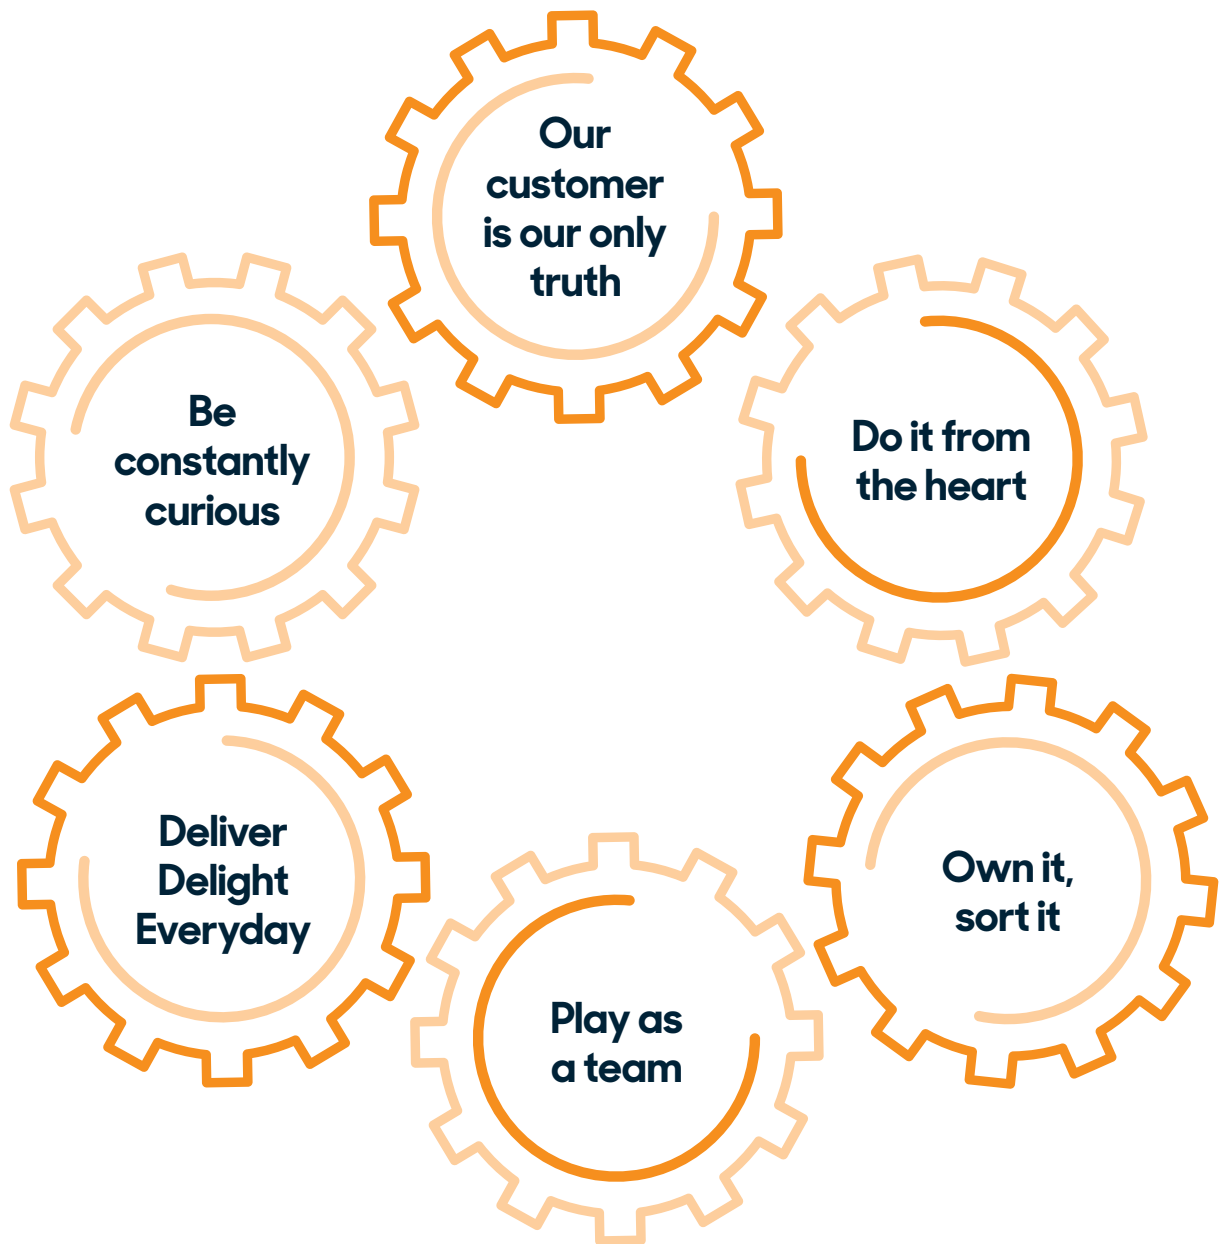 Our
customer
is our only
truth
Be
constantly
curious
Do it from
the heart
Deliver
Delight
Everyday
Own it,
sort it
Play as
a team